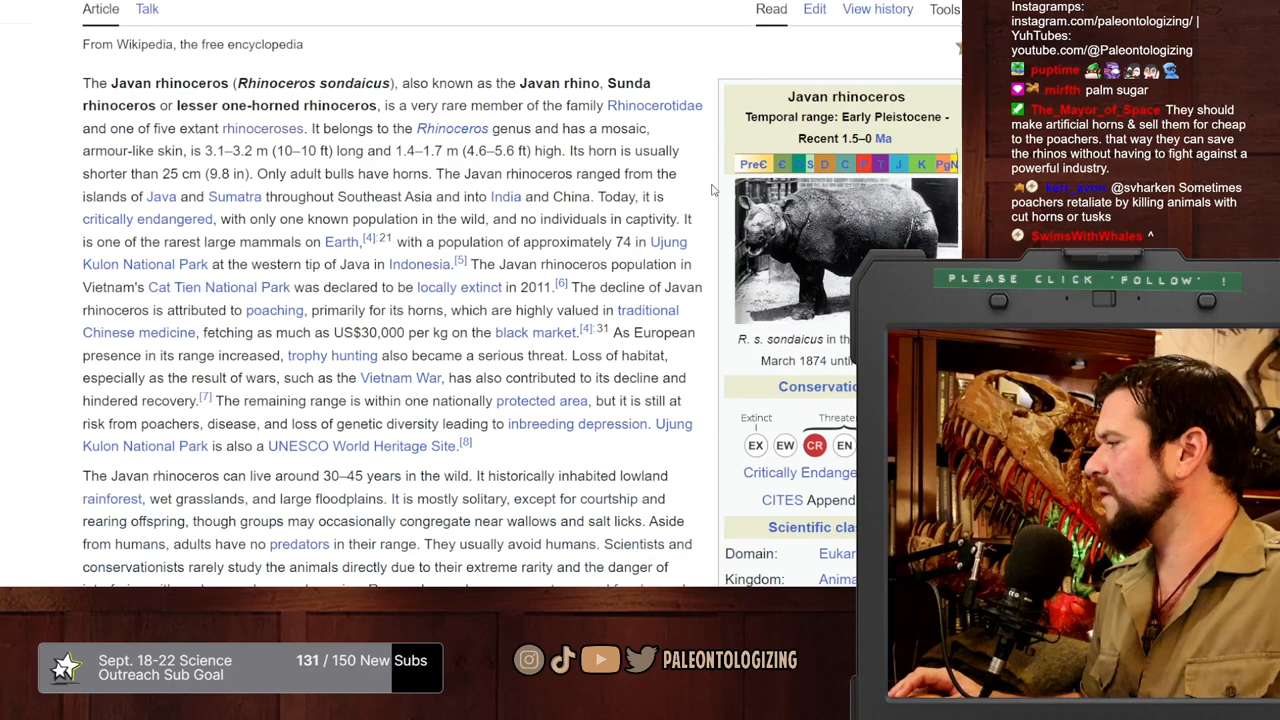 Article Talk Read Edit View history Tools
From Wikipedia, the free encyclopedia
The Javan rhinoceros (Rhinoceros sondaicus), also known as the Javan rhino, Sunda
rhinoceros or lesser one-horned rhinoceros, is a very rare member of the family Rhinocerotidae
and one of five extant rhinoceroses. It belongs to the Rhinoceros genus and has a mosaic,
armour-like skin, is 3.1–3.2 m (10–10 ft) long and 1.4–1.7 m (4.6–5.6 ft) high. Its horn is usually
shorter than 25 cm (9.8 in). Only adult bulls have horns. The Javan rhinoceros ranged from the
islands of Java and Sumatra throughout Southeast Asia and into India and China. Today, it is
critically endangered, with only one known population in the wild, and no individuals in captivity. It
is one of the rarest large mammals on Earth,[4]:21 with a population of approximately 74 in Ujung
Kulon National Park at the western tip of Java in Indonesia.[5] The Javan rhinoceros population in
Vietnam's Cat Tien National Park was declared to be locally extinct in 2011.[6] The decline of Javan
rhinoceros is attributed to poaching, primarily for its horns, which are highly valued in traditional
Chinese medicine, fetching as much as US$30,000 per kg on the black market.[4]:31 As European
presence in its range increased, trophy hunting also became a serious threat. Loss of habitat,
especially as the result of wars, such as the Vietnam War, has also contributed to its decline and
hindered recovery.[7] The remaining range is within one nationally protected area, but it is still at
risk from poachers, disease, and loss of genetic diversity leading to inbreeding depression. Ujung
Kulon National Park is also a UNESCO World Heritage Site.[8]
The Javan rhinoceros can live around 30–45 years in the wild. It historically inhabited lowland
rainforest, wet grasslands, and large floodplains. It is mostly solitary, except for courtship and
rearing offspring, though groups may occasionally congregate near wallows and salt licks. Aside
from humans, adults have no predators in their range. They usually avoid humans. Scientists and
conservationists rarely study the animals directly due to their extreme rarity and the danger of
Javan rhinoceros
Temporal range: Early Pleistocene -
Recent 1.5–0 Ma
PreꞒ Ꞓ O S D C P T J K PgN
R. s. sondaicus in th
March 1874 until
Conservatio
Extinct Threate
EX EW CR EN
Critically Endange
CITES Append
Scientific clas
Domain: Eukar
Kingdom: Anima
Instagramps:
instagram.com/paleontologizing/ |
YuhTubes:
youtube.com/@Paleontologizing
puptime
mirfth palm sugar
The_Mayor_of_Space They should
make artificial horns & sell them for cheap
to the poachers. that way they can save
the rhinos without having to fight against a
powerful industry.
kerr_avon @svharken Sometimes
poachers retaliate by killing animals with
cut horns or tusks
SwimsWithWhales ^
PLEASE CLICK 'FOLLOW' !
Sept. 18-22 Science
Outreach Sub Goal
131 / 150 New Subs
PALEONTOLOGIZING